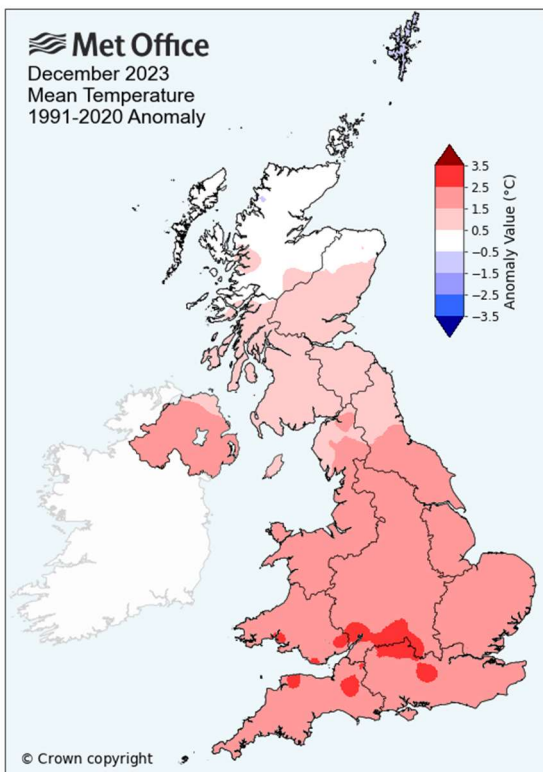 Met Office
December 2023
Mean Temperature
1991-2020 Anomaly
3.5
2.5
1.5
0.5
−0.5
−1.5
−2.5
−3.5
Anomaly Value (°C)
© Crown copyright